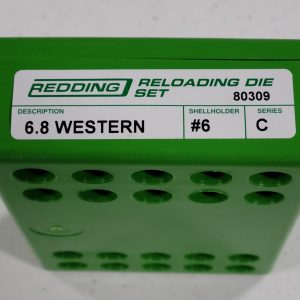 REDDING RELOADING DIE
SET 80309
DESCRIPTION SHELLHOLDER SERIES
6.8 WESTERN #6 C